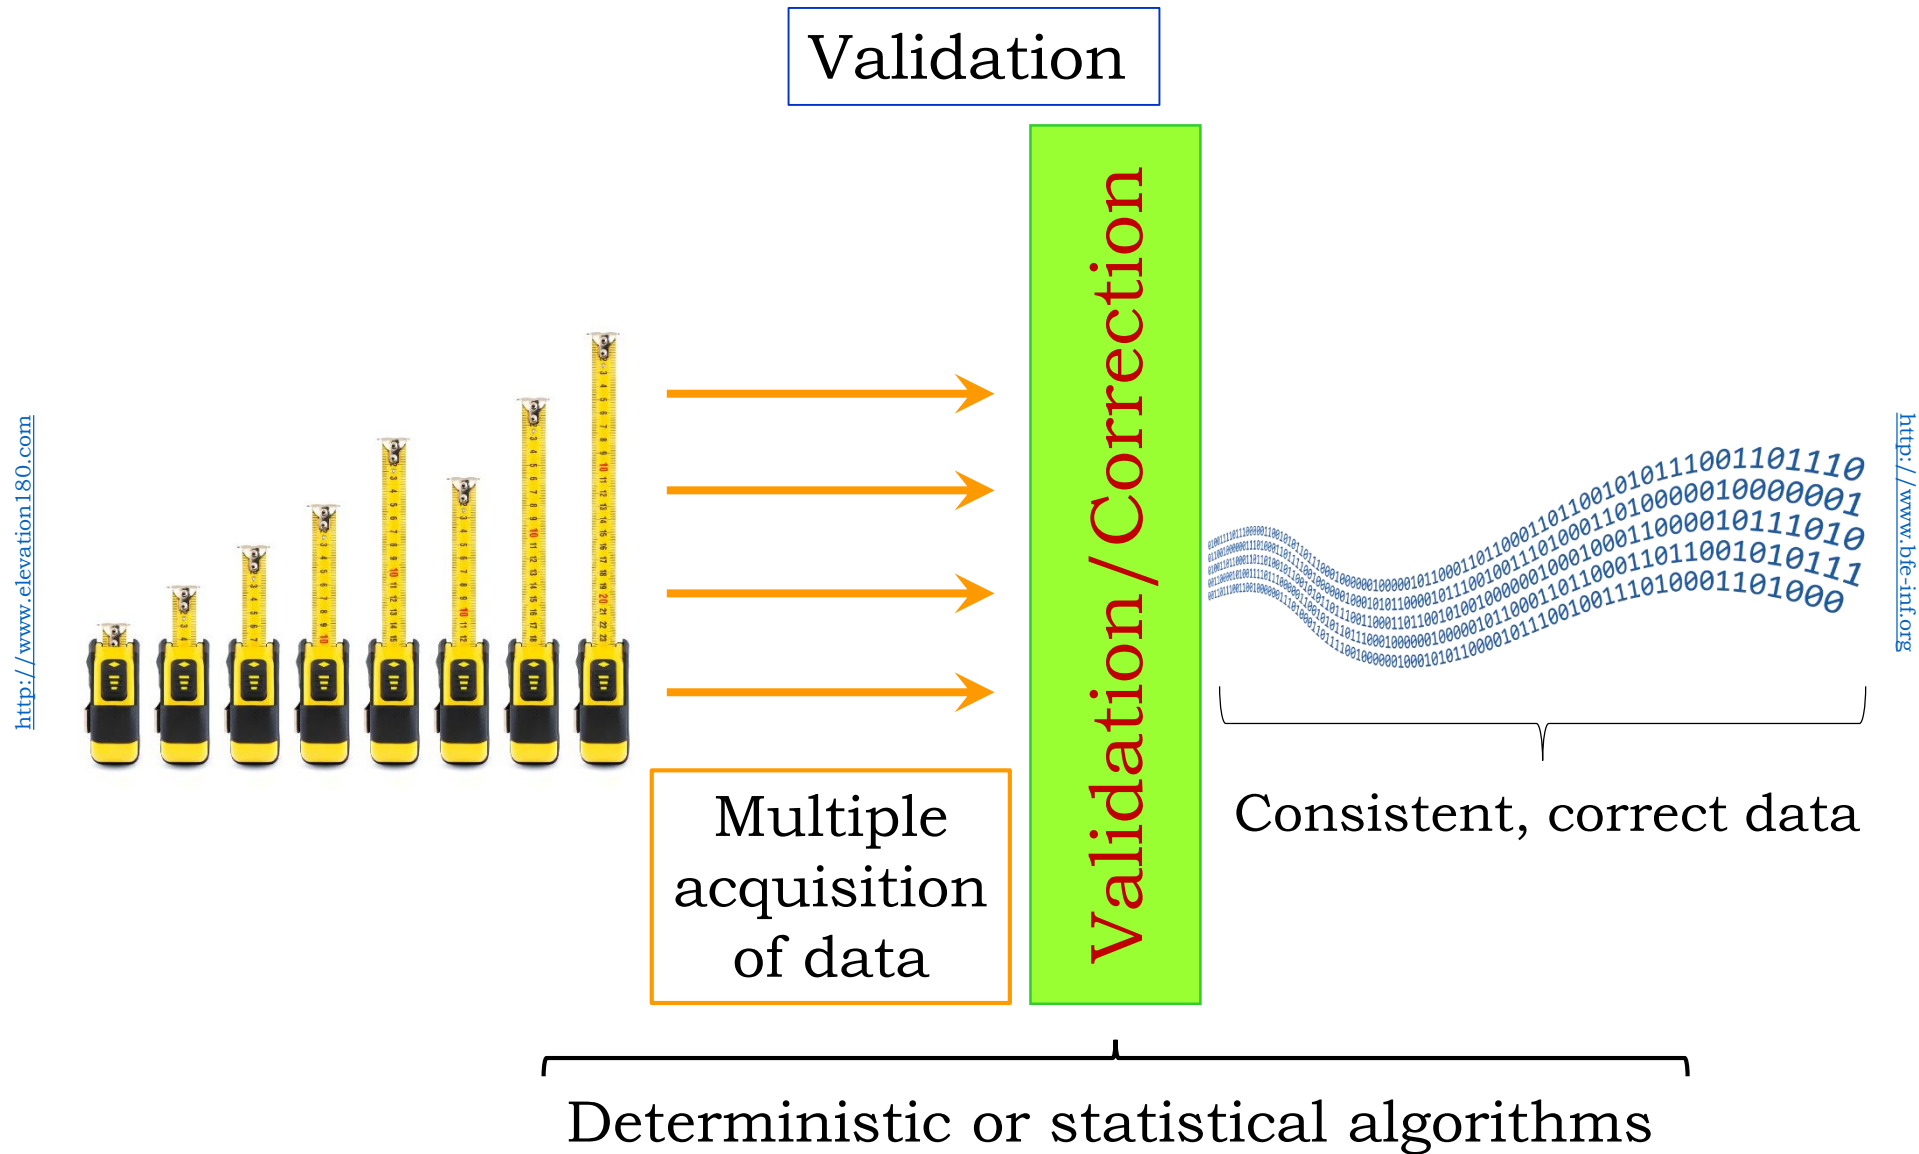 Validation
http://www.elevation180.com
Validation/Correction
http://www.bfe-inf.org
Multiple
acquisition
of data
Consistent, correct data
Deterministic or statistical algorithms